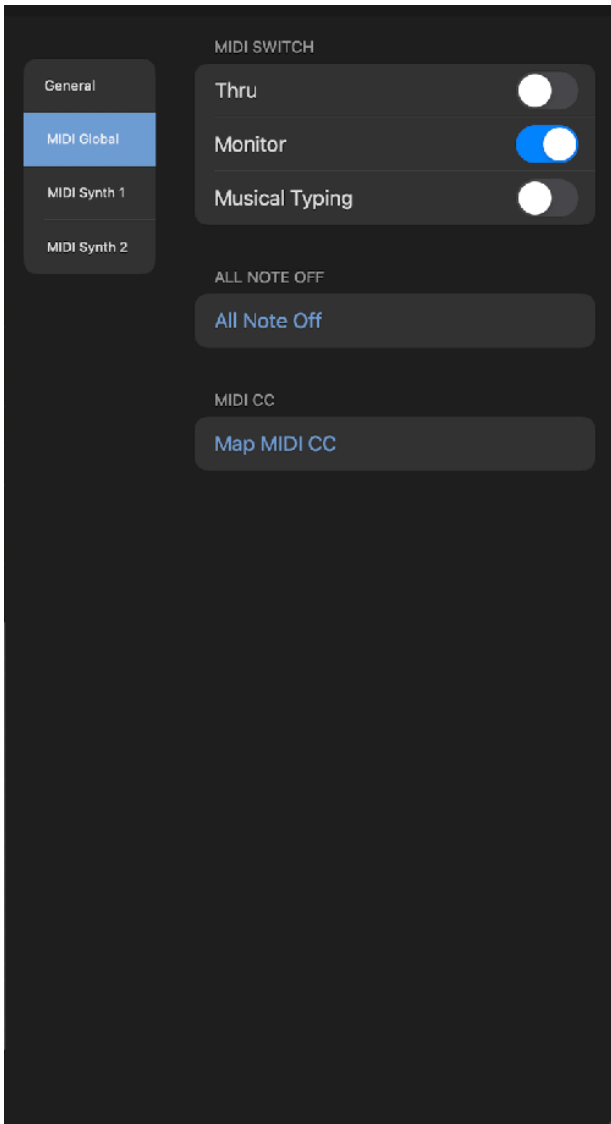 General
MIDI Global
MIDI Synth 1
MIDI Synth 2
MIDI SWITCH
Thru
Monitor
Musical Typing
ALL NOTE OFF
All Note Off
MIDI CC
Map MIDI CC